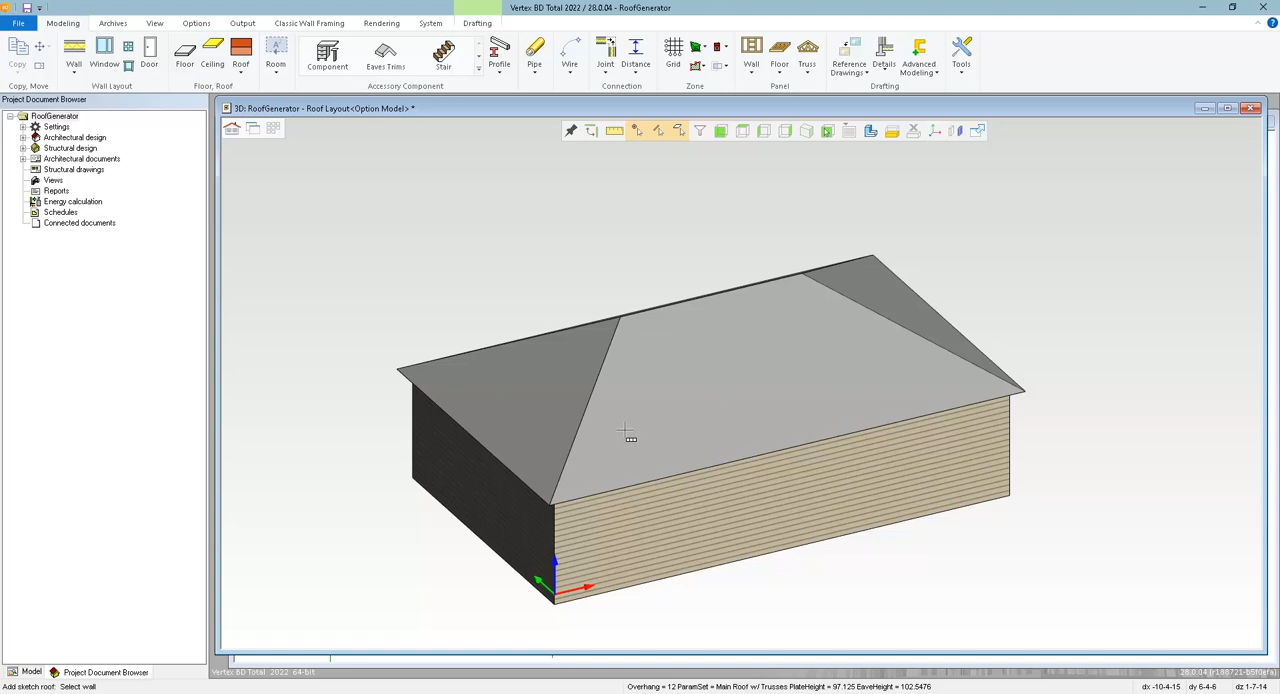 Vertex BD Total 2022 / 28.0.04 - RoofGenerator
File Modeling Archives View Options Output Classic Wall Framing Rendering System Drafting
Copy Wall Window Door Floor Ceiling Roof Room Component Eaves Trims Stair Profile Pipe Wire Joint Distance Grid Wall Floor Truss Reference Drawings Details Advanced Modeling Tools
Copy, Move Wall Layout Floor, Roof Accessory Component Connection Zone Panel Drafting
Project Document Browser
3D: RoofGenerator - Roof Layout<Option Model> *
RoofGenerator
Settings
Architectural design
Structural design
Architectural documents
Structural drawings
Views
Reports
Energy calculation
Schedules
Connected documents
Model Project Document Browser
Vertex BD Total 2022 64-bit
Add sketch roof: Select wall
Overhang = 12 ParamSet = Main Roof w/ Trusses PlateHeight = 97.125 EaveHeight = 102.5476
dx -10-4-15 dy 6-4-6 dz 1-7-14